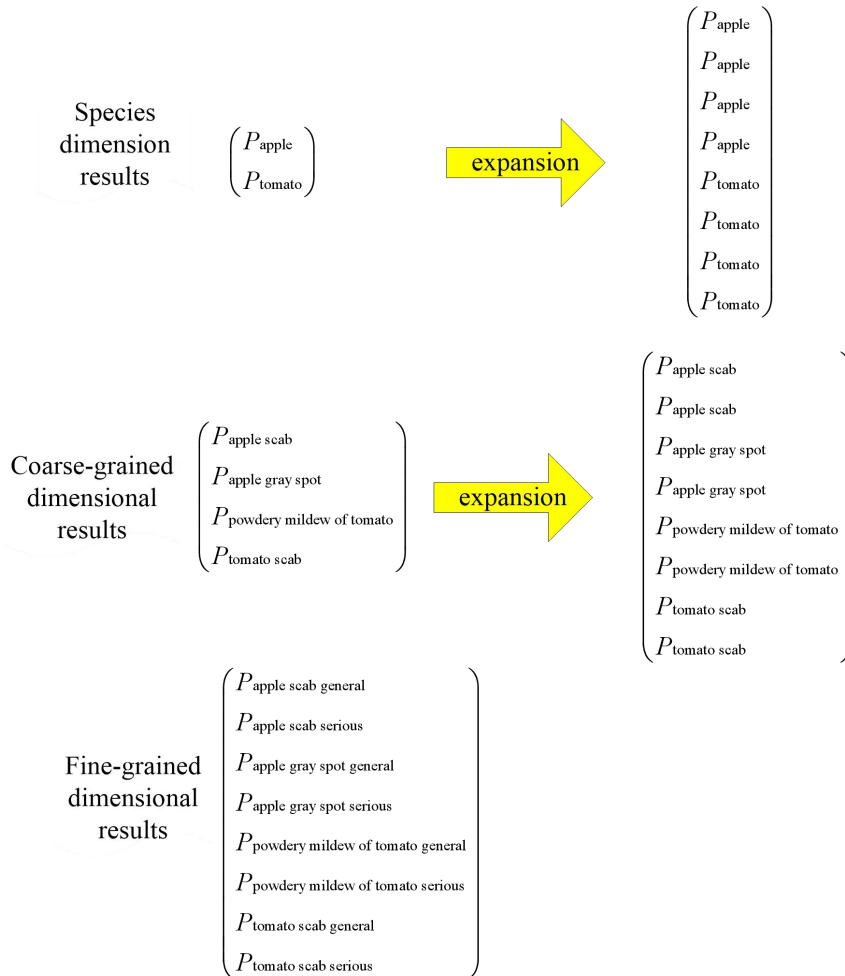 Species
dimension
results
P apple
P tomato
expansion
P apple
P apple
P apple
P apple
P tomato
P tomato
P tomato
P tomato
Coarse-grained
dimensional
results
P apple scab
P apple gray spot
P powdery mildew of tomato
P tomato scab
expansion
P apple scab
P apple scab
P apple gray spot
P apple gray spot
P powdery mildew of tomato
P powdery mildew of tomato
P tomato scab
P tomato scab
Fine-grained
dimensional
results
P apple scab general
P apple scab serious
P apple gray spot general
P apple gray spot serious
P powdery mildew of tomato general
P powdery mildew of tomato serious
P tomato scab general
P tomato scab serious